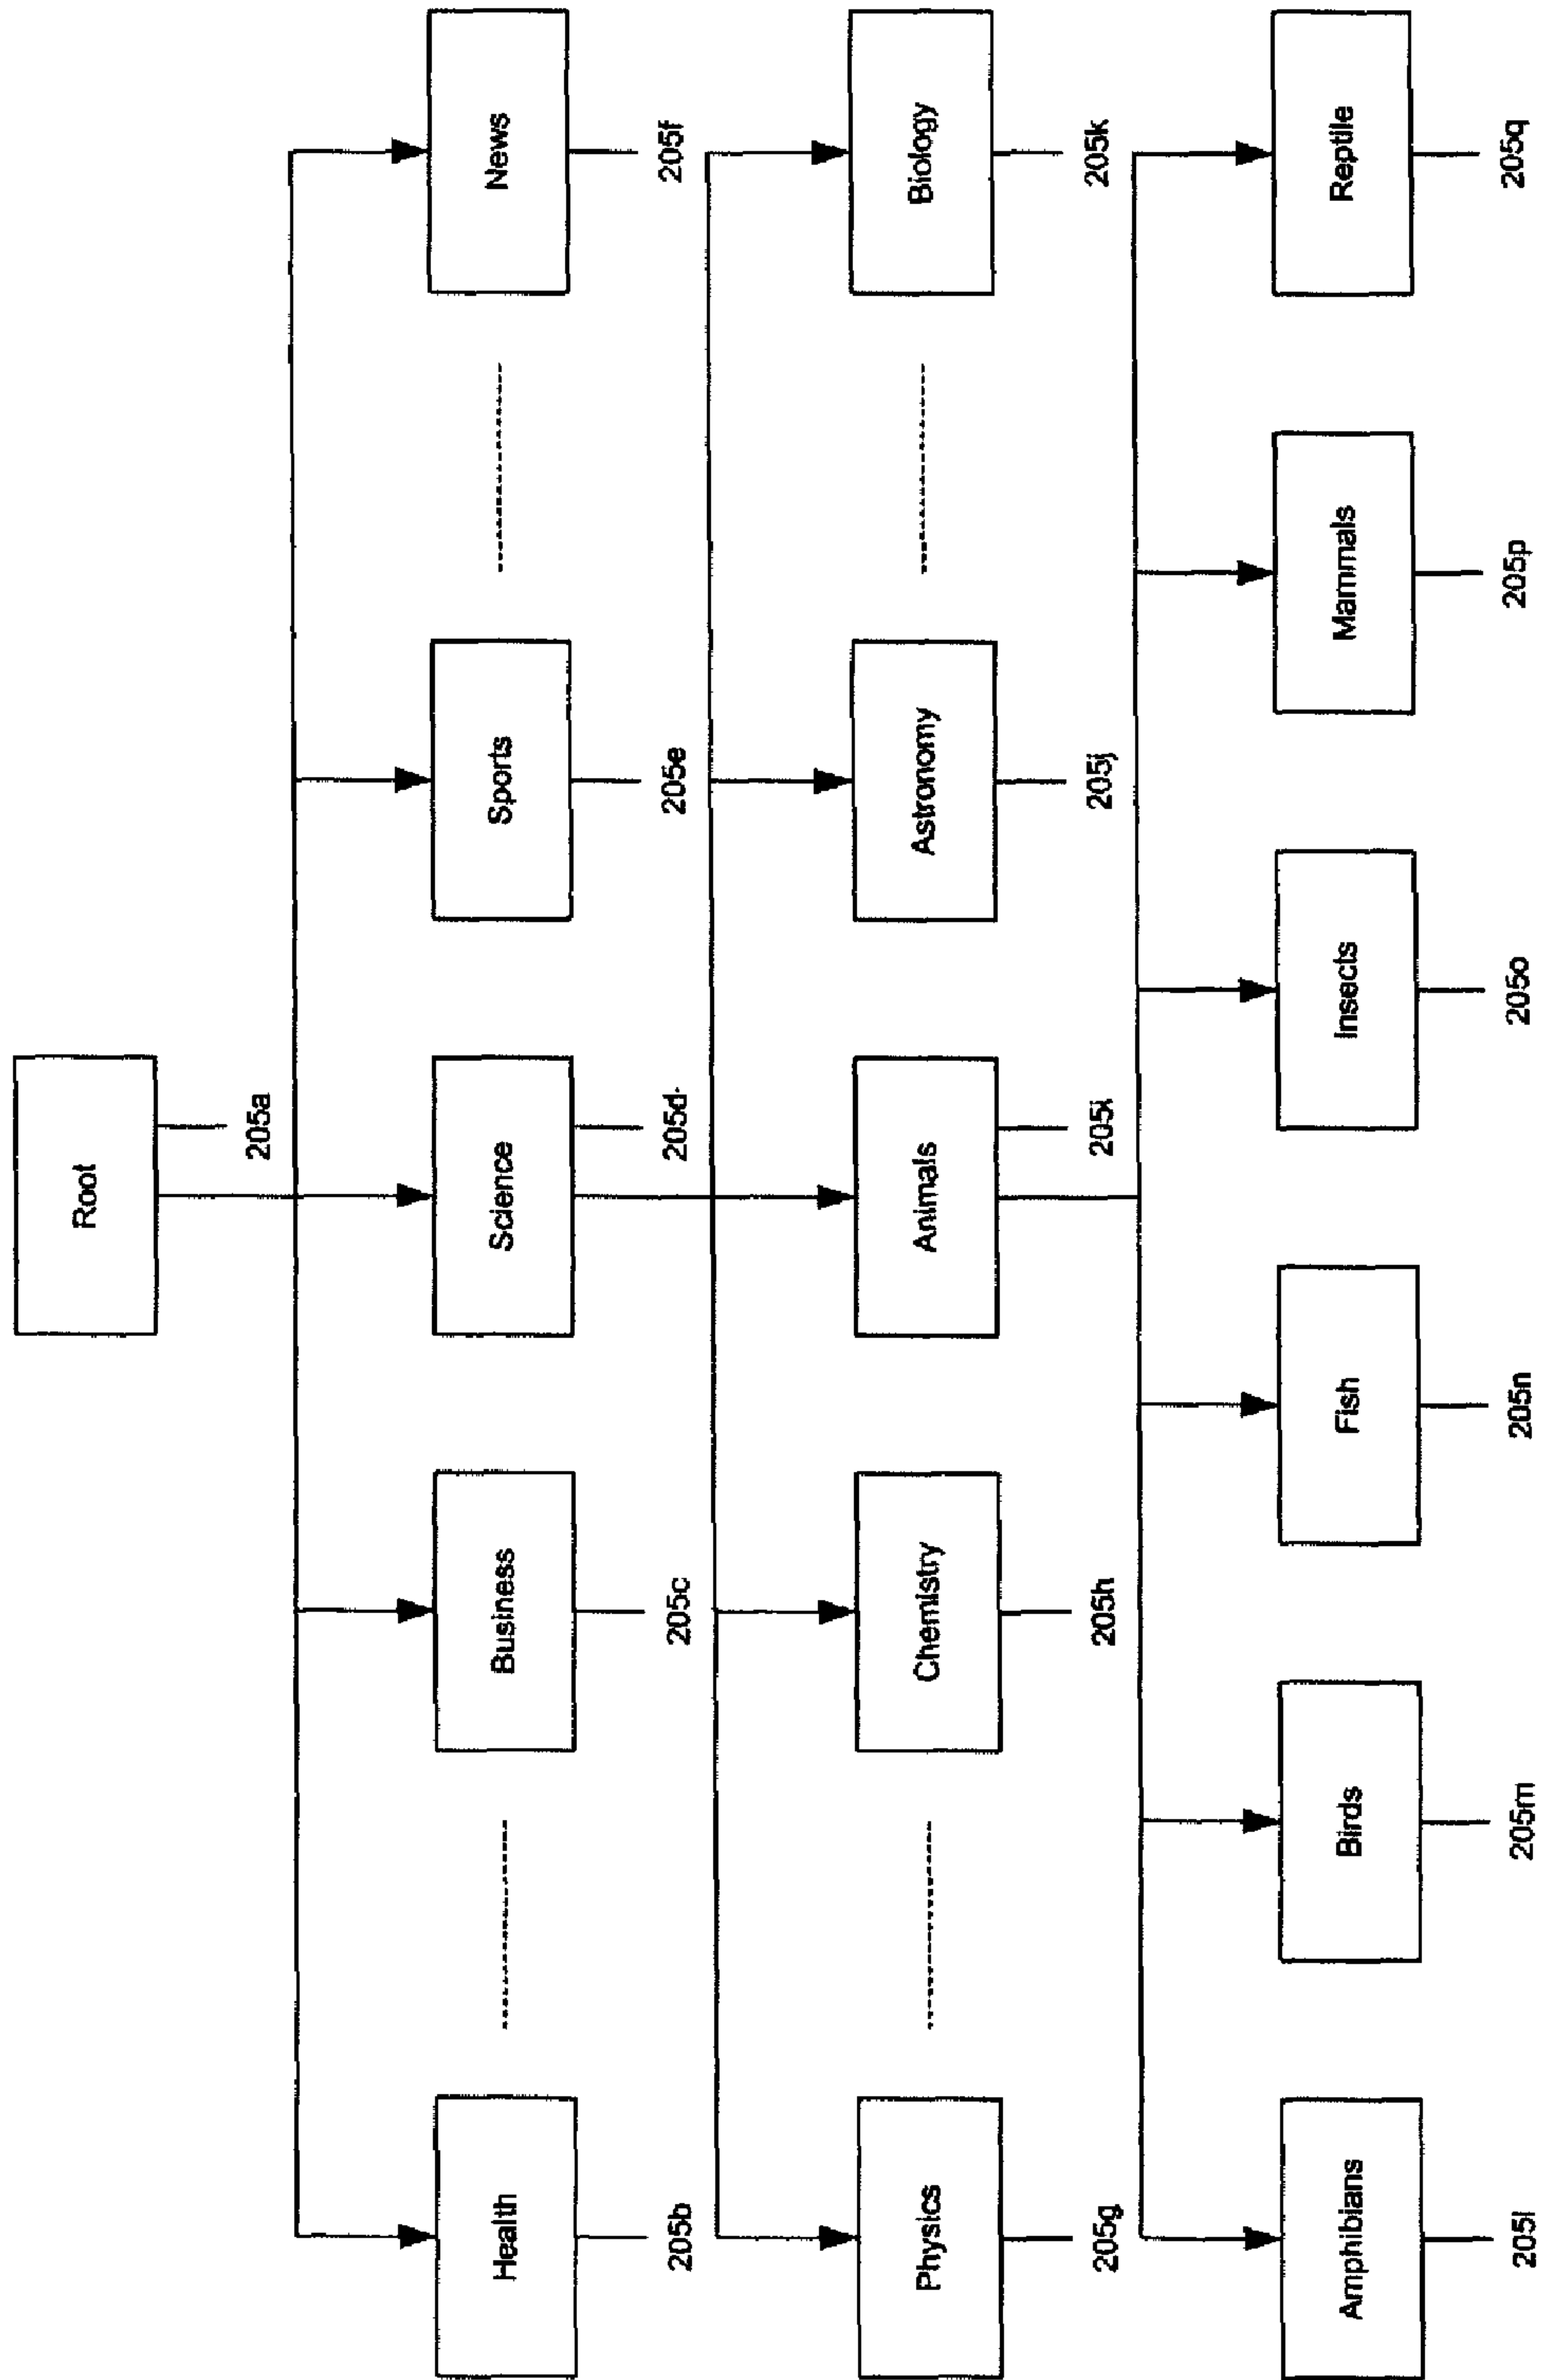 Root
205a
Health
Business
Science
Sports
News
205b
205c
205d
205e
205f
Physics
Chemistry
Animals
Astronomy
Biology
205g
205h
205i
205j
205k
Amphibians
Birds
Fish
Insects
Mammals
Reptile
205l
205m
205n
205o
205p
205q